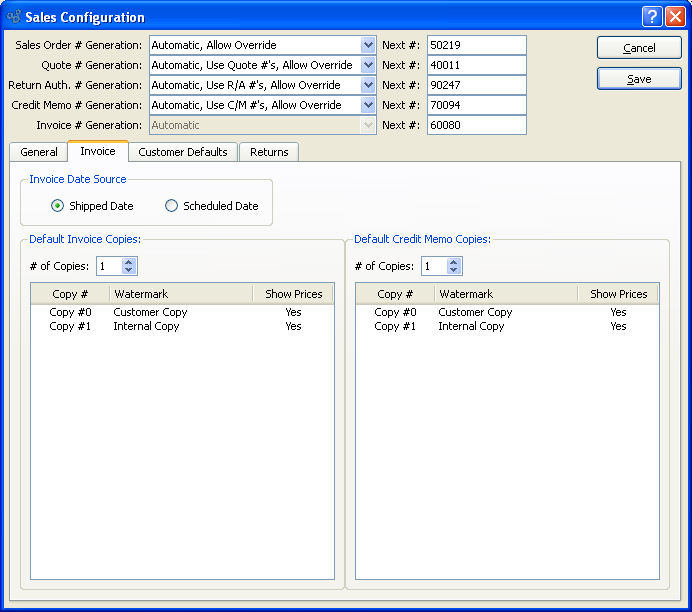 Sales Configuration
Sales Order # Generation: Automatic, Allow Override Next #: 50219
Cancel
Quote # Generation: Automatic, Use Quote #'s, Allow Override Next #: 40011
Save
Return Auth. # Generation: Automatic, Use R/A #'s, Allow Override Next #: 90247
Credit Memo # Generation: Automatic, Use C/M #'s, Allow Override Next #: 70094
Invoice # Generation: Automatic Next #: 60080
General Invoice Customer Defaults Returns
Invoice Date Source
Shipped Date Scheduled Date
Default Invoice Copies:
# of Copies: 1
Copy # Watermark Show Prices
Copy #0 Customer Copy Yes
Copy #1 Internal Copy Yes
Default Credit Memo Copies:
# of Copies: 1
Copy # Watermark Show Prices
Copy #0 Customer Copy Yes
Copy #1 Internal Copy Yes